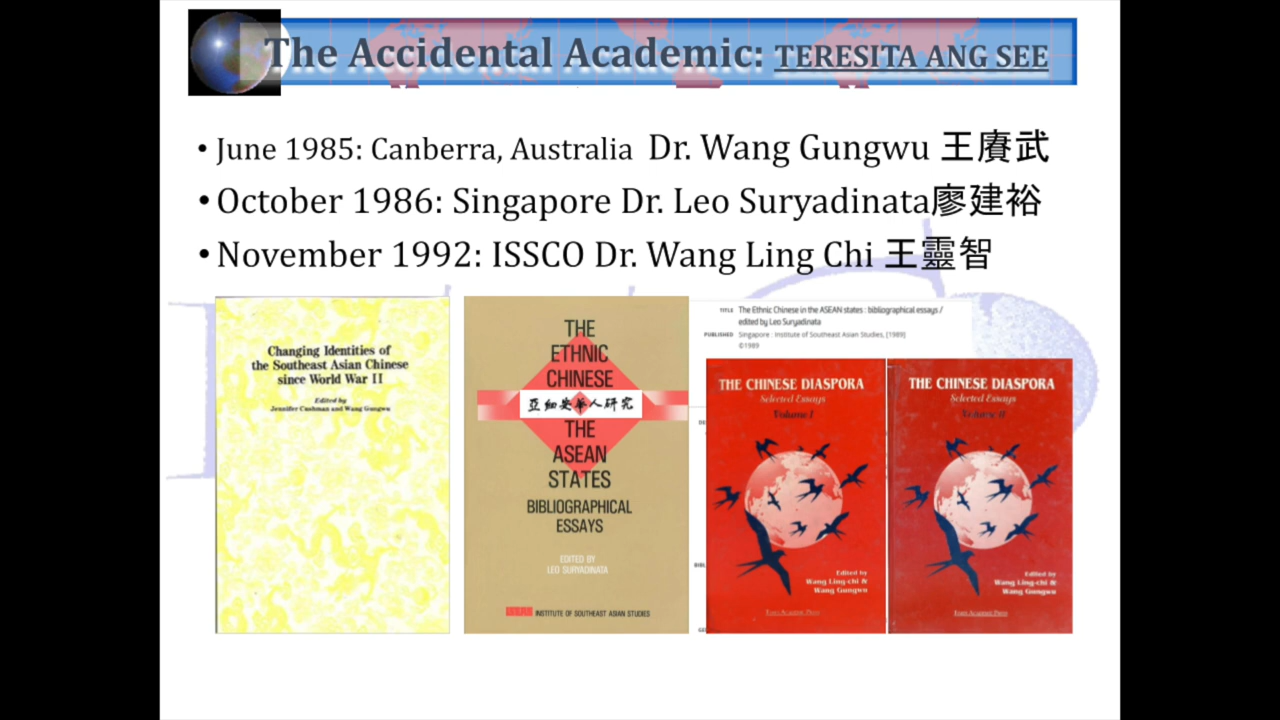 The Accidental Academic: TERESITA ANG SEE
• June 1985: Canberra, Australia Dr. Wang Gungwu 王賡武
• October 1986: Singapore Dr. Leo Suryadinata廖建裕
• November 1992: ISSCO Dr. Wang Ling Chi 王靈智
Changing Identities of
the Southeast Asian Chinese
since World War II
Edited by
Jennifer Cushman and Wang Gungwu
THE
ETHNIC
CHINESE
亞細安華人研究
THE
ASEAN
STATES
BIBLIOGRAPHICAL
ESSAYS
EDITED BY
LEO SURYADINATA
INSTITUTE OF SOUTHEAST ASIAN STUDIES
TITLE The Ethnic Chinese in the ASEAN states : bibliographical essays /
edited by Leo Suryadinata
PUBLISHED Singapore : Institute of Southeast Asian Studies, [1989]
©1989
THE CHINESE DIASPORA
Selected Essays
Volume I
Edited by
Wang Ling-chi &
Wang Gungwu
Times Academic Press
THE CHINESE DIASPORA
Selected Essays
Volume II
Edited by
Wang Ling-chi &
Wang Gungwu
Times Academic Press